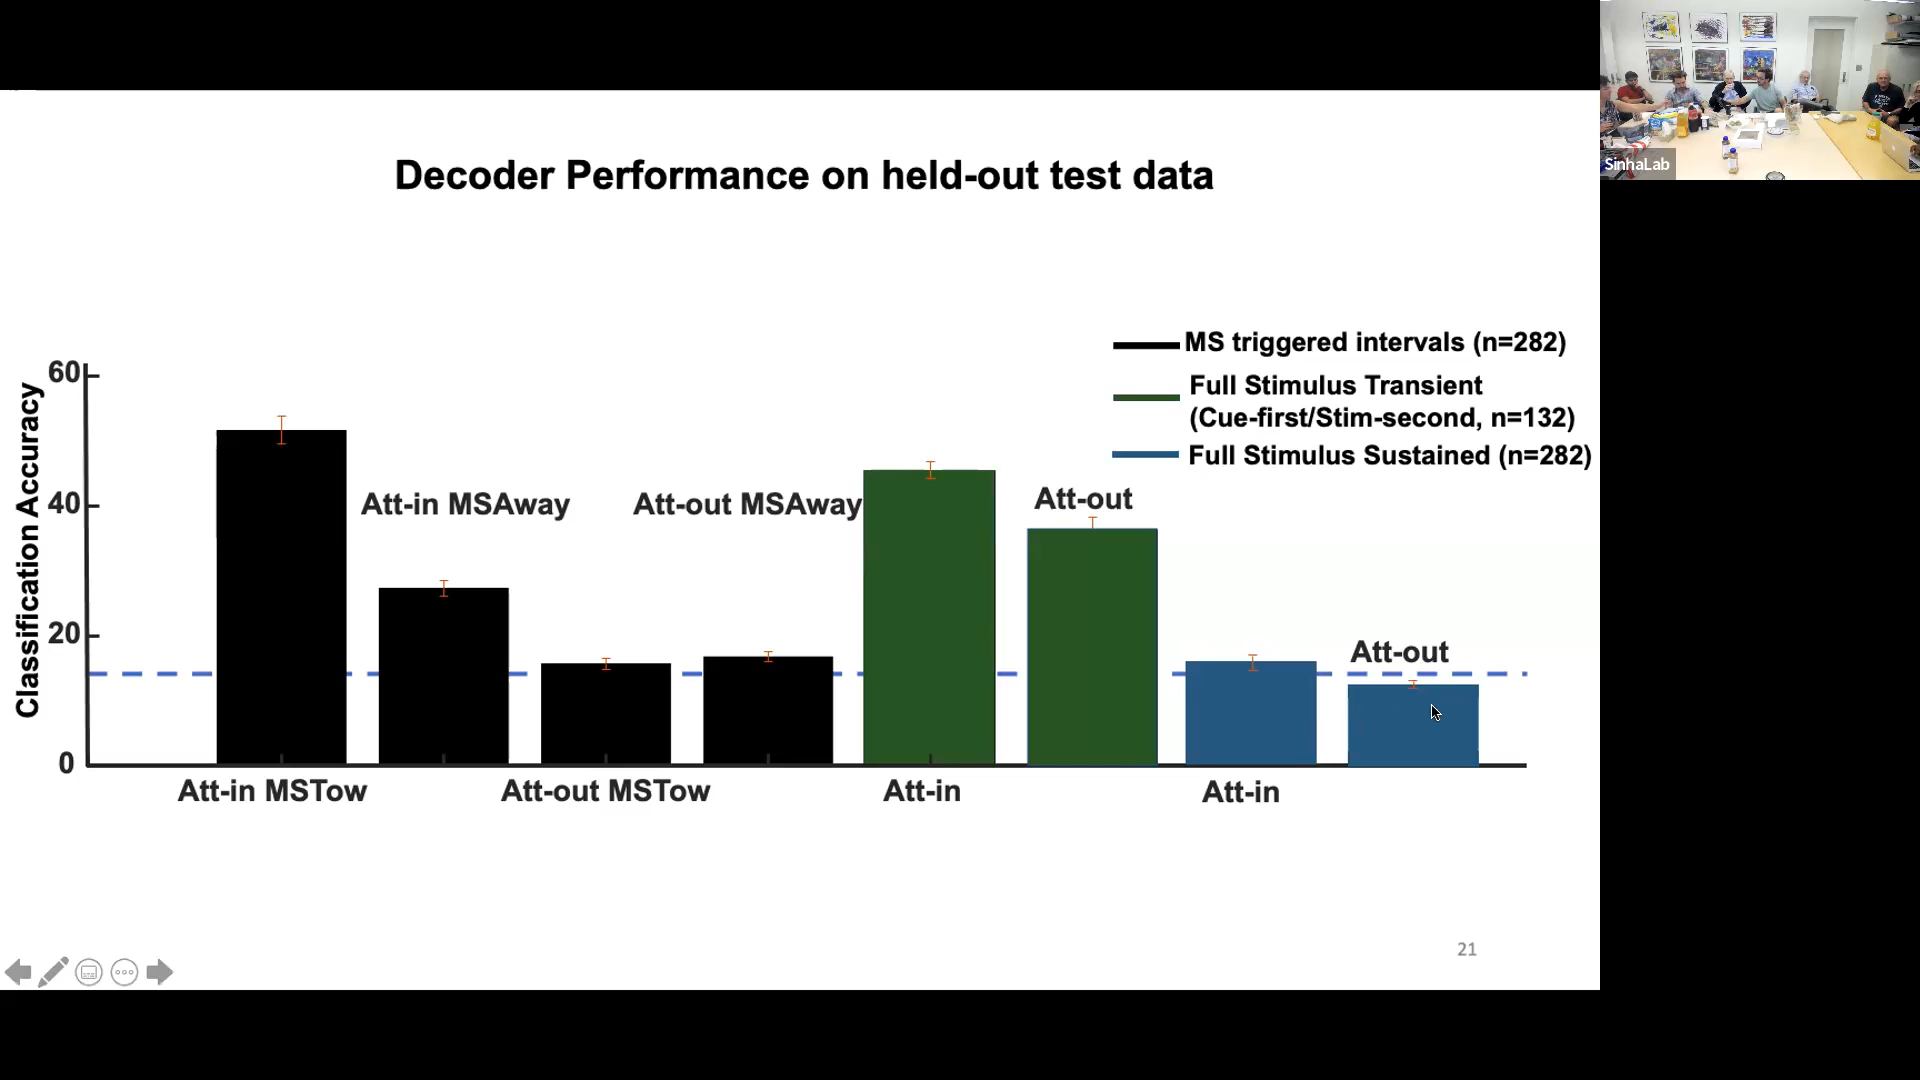 SinhaLab
Decoder Performance on held-out test data
MS triggered intervals (n=282)
Full Stimulus Transient
(Cue-first/Stim-second, n=132)
Full Stimulus Sustained (n=282)
Classification Accuracy
60
40
20
0
Att-in MSAway
Att-out MSAway
Att-out
Att-out
Att-in MSTow
Att-out MSTow
Att-in
Att-in
21